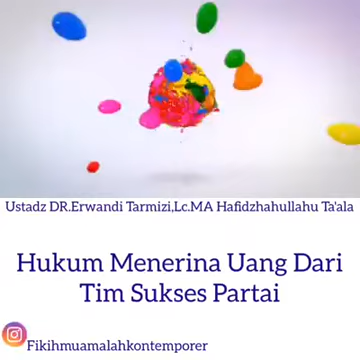 Ustadz DR.Erwandi Tarmizi,Lc.MA Hafidzhahullahu Ta'ala
Hukum Menerina Uang Dari
Tim Sukses Partai
Fikihmuamalahkontemporer